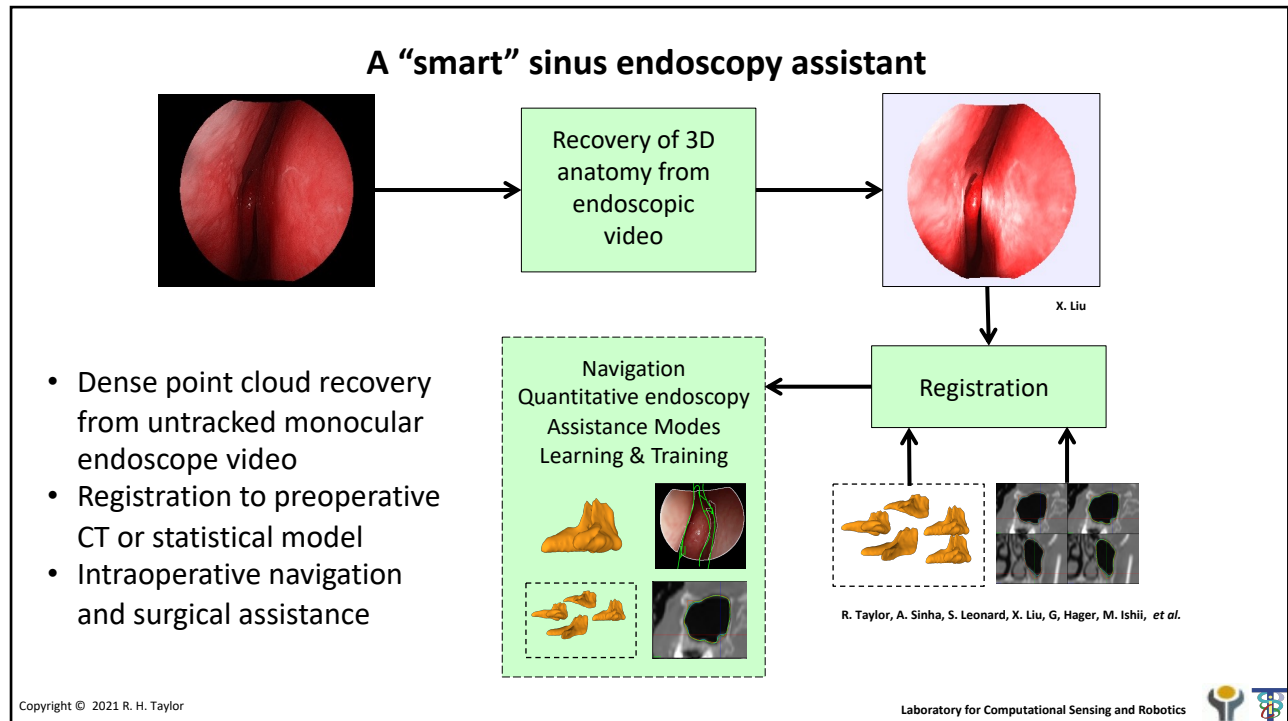 A “smart” sinus endoscopy assistant
Recovery of 3D
anatomy from
endoscopic
video
X. Liu
• Dense point cloud recovery
from untracked monocular
endoscope video
• Registration to preoperative
CT or statistical model
• Intraoperative navigation
and surgical assistance
Navigation
Quantitative endoscopy
Assistance Modes
Learning & Training
Registration
R. Taylor, A. Sinha, S. Leonard, X. Liu, G, Hager, M. Ishii, et al.
Copyright © 2021 R. H. Taylor
Laboratory for Computational Sensing and Robotics